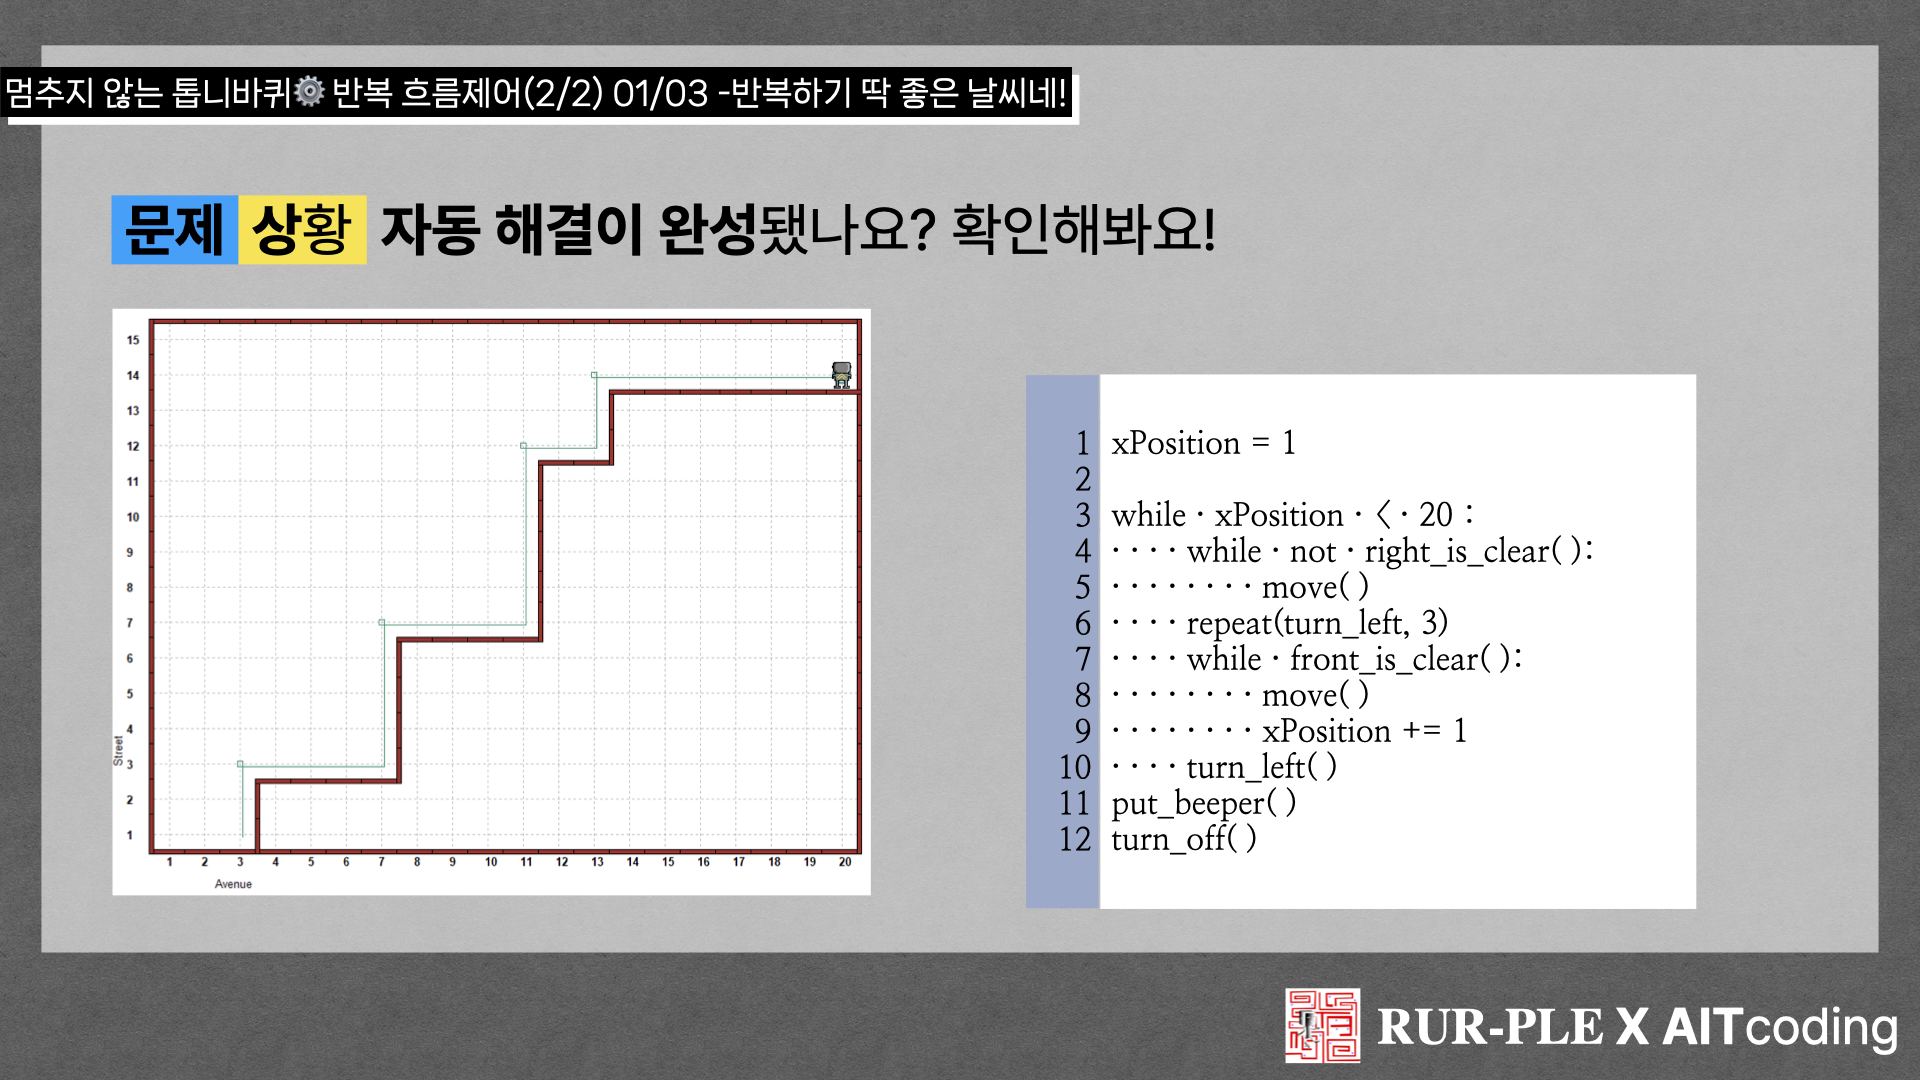 멈추지 않는 톱니바퀴⚙️ 반복 흐름제어(2/2) 01/03 -반복하기 딱 좋은 날씨네!
문제 상황 자동 해결이 완성됐나요? 확인해봐요!
15
14
13
12
11
10
9
8
7
6
5
4
3
2
1
Street
1 2 3 4 5 6 7 8 9 10 11 12 13 14 15 16 17 18 19 20
Avenue
1 xPosition = 1
2
3 while · xPosition · < · 20 :
4 · · · · while · not · right_is_clear( ):
5 · · · · · · · · move( )
6 · · · · repeat(turn_left, 3)
7 · · · · while · front_is_clear( ):
8 · · · · · · · · move( )
9 · · · · · · · · xPosition += 1
10 · · · · turn_left( )
11 put_beeper( )
12 turn_off( )
RUR-PLE X AITcoding